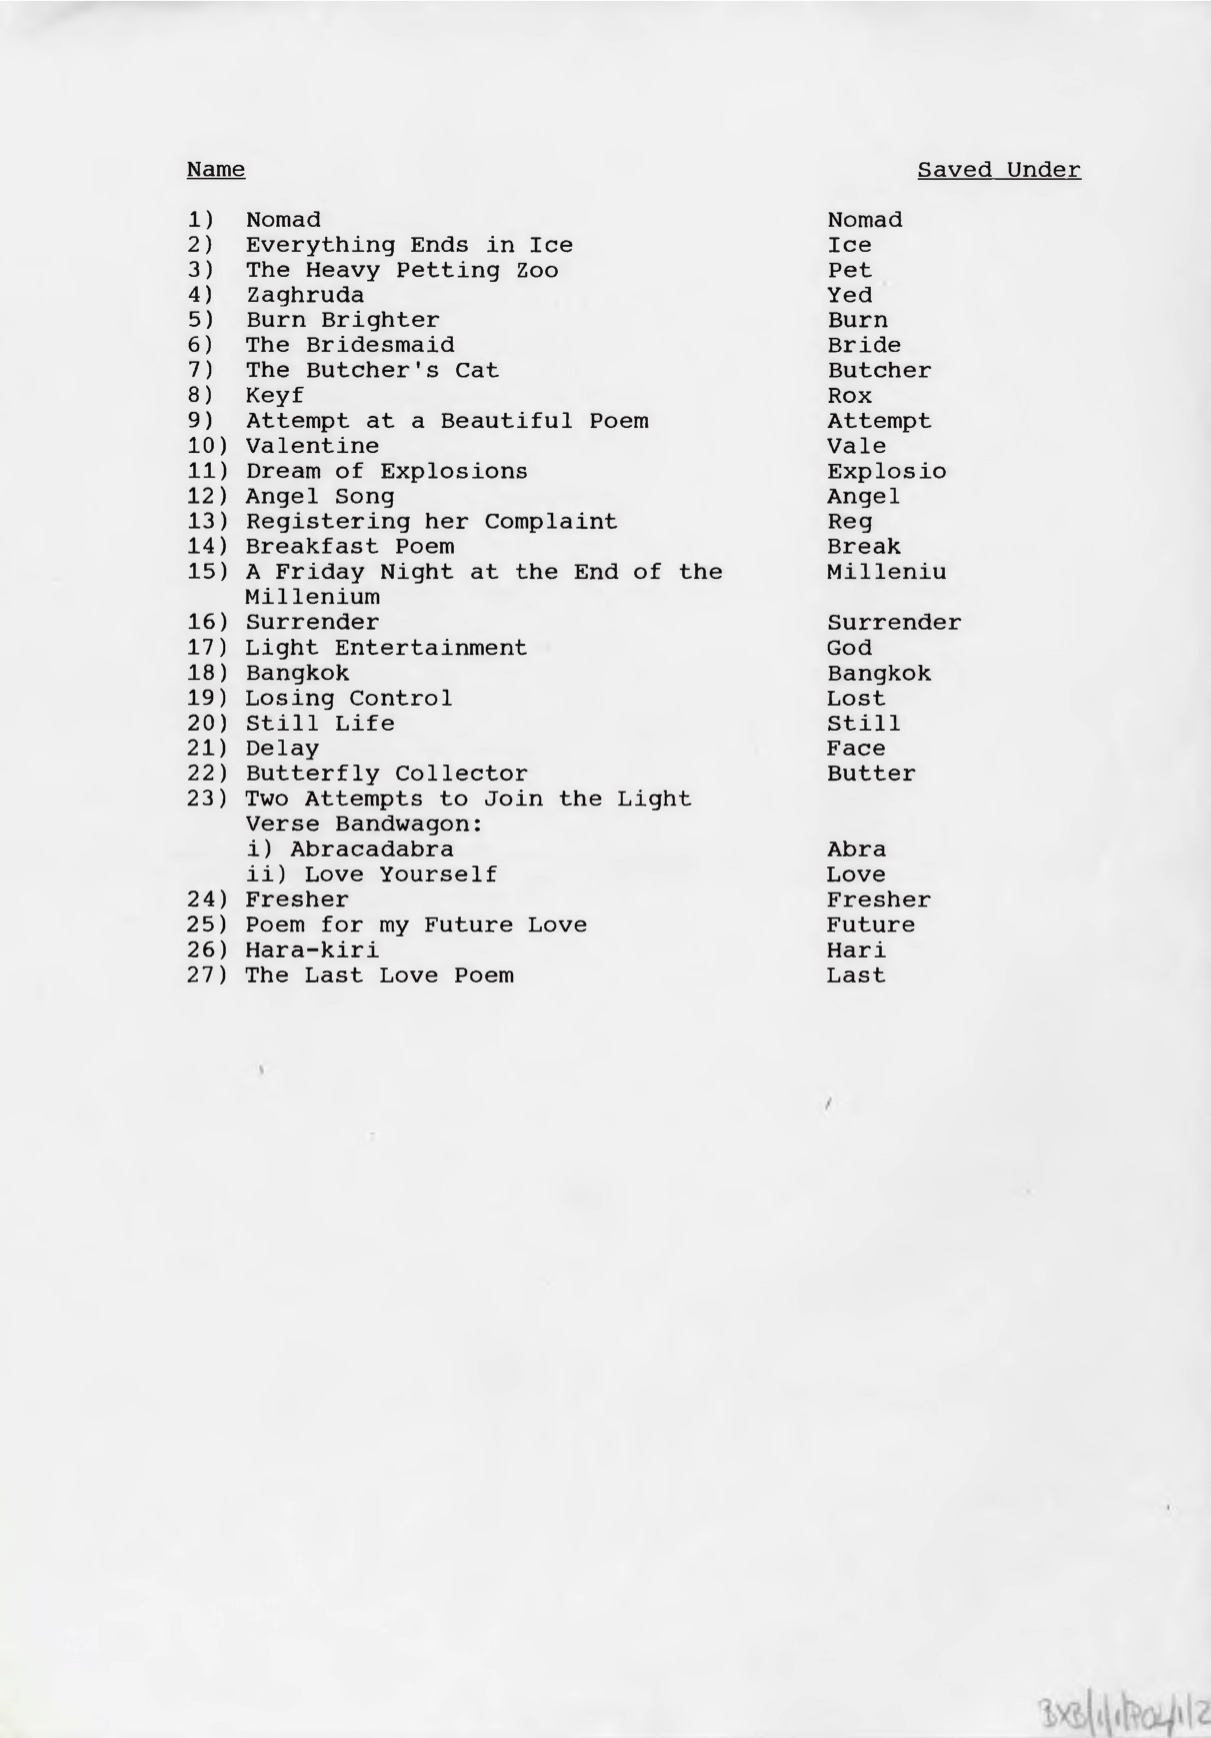 Name Saved Under
1) Nomad Nomad
2) Everything Ends in Ice Ice
3) The Heavy Petting Zoo Pet
4) Zaghruda Yed
5) Burn Brighter Burn
6) The Bridesmaid Bride
7) The Butcher's Cat Butcher
8) Keyf Rox
9) Attempt at a Beautiful Poem Attempt
10) Valentine Vale
11) Dream of Explosions Explosio
12) Angel Song Angel
13) Registering her Complaint Reg
14) Breakfast Poem Break
15) A Friday Night at the End of the Milleniu
Millenium
16) Surrender Surrender
17) Light Entertainment God
18) Bangkok Bangkok
19) Losing Control Lost
20) Still Life Still
21) Delay Face
22) Butterfly Collector Butter
23) Two Attempts to Join the Light
Verse Bandwagon:
i) Abracadabra Abra
ii) Love Yourself Love
24) Fresher Fresher
25) Poem for my Future Love Future
26) Hara-kiri Hari
27) The Last Love Poem Last